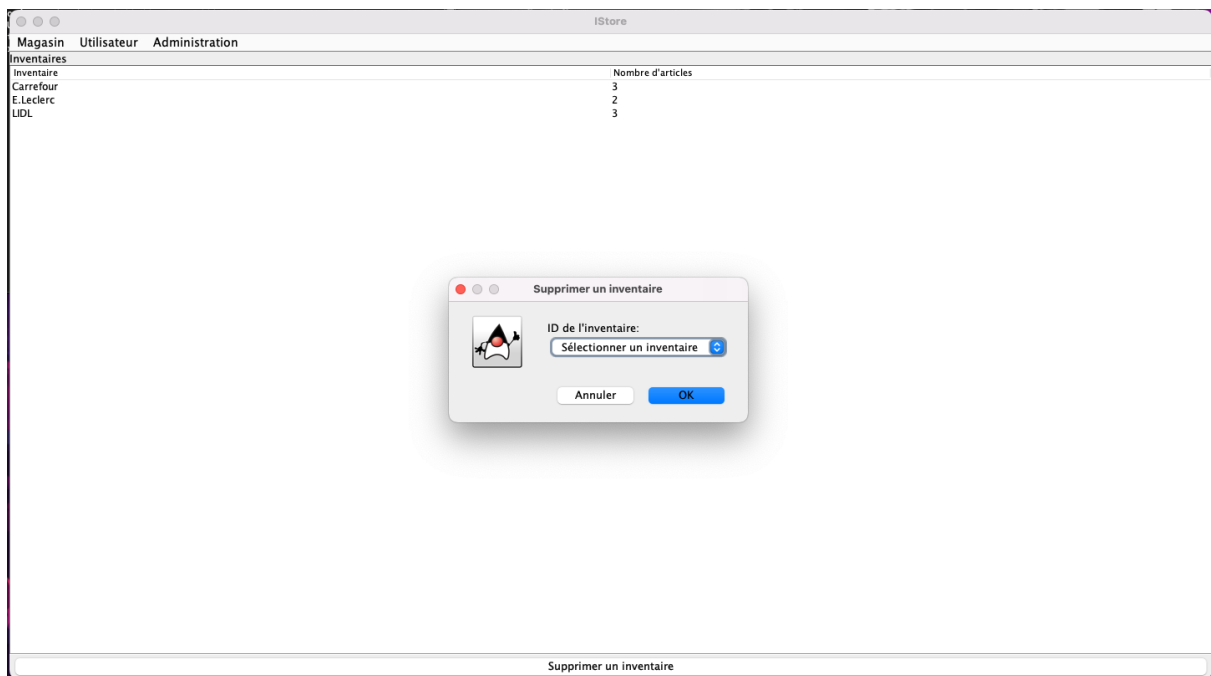 IStore
Magasin Utilisateur Administration
Inventaires
Inventaire Nombre d'articles
Carrefour 3
E.Leclerc 2
LIDL 3
Supprimer un inventaire
ID de l'inventaire:
Sélectionner un inventaire
Annuler OK
Supprimer un inventaire